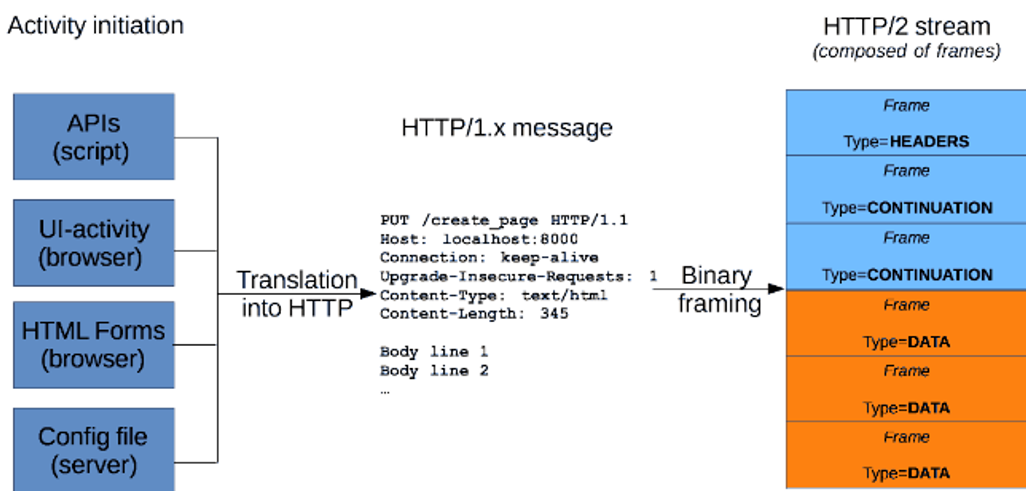 Activity initiation
APIs
(script)
UI-activity
(browser)
HTML Forms
(browser)
Config file
(server)
Translation
into HTTP
HTTP/1.x message
PUT /create_page HTTP/1.1
Host: localhost:8000
Connection: keep-alive
Upgrade-Insecure-Requests: 1
Content-Type: text/html
Content-Length: 345
Body line 1
Body line 2
…
Binary
framing
HTTP/2 stream
(composed of frames)
Frame
Type=HEADERS
Frame
Type=CONTINUATION
Frame
Type=CONTINUATION
Frame
Type=DATA
Frame
Type=DATA
Frame
Type=DATA